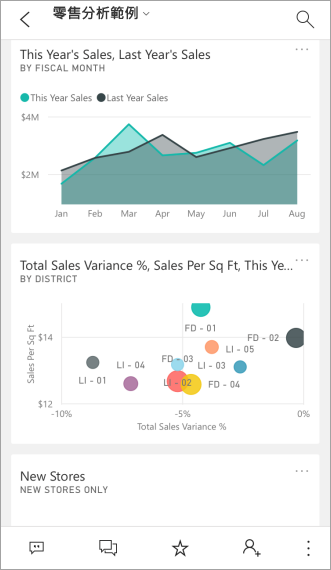 零售分析範例
This Year's Sales, Last Year's Sales
BY FISCAL MONTH
This Year Sales Last Year Sales
$4M
$2M
Jan Feb Mar Apr May Jun Jul Aug
Total Sales Variance %, Sales Per Sq Ft, This Ye...
BY DISTRICT
Sales Per Sq Ft
$14
$12
FD - 01
FD - 02
LI - 05
FD - 03
LI - 04
LI - 03
LI - 01
LI - 02
FD - 04
-10% -5% 0%
Total Sales Variance %
New Stores
NEW STORES ONLY